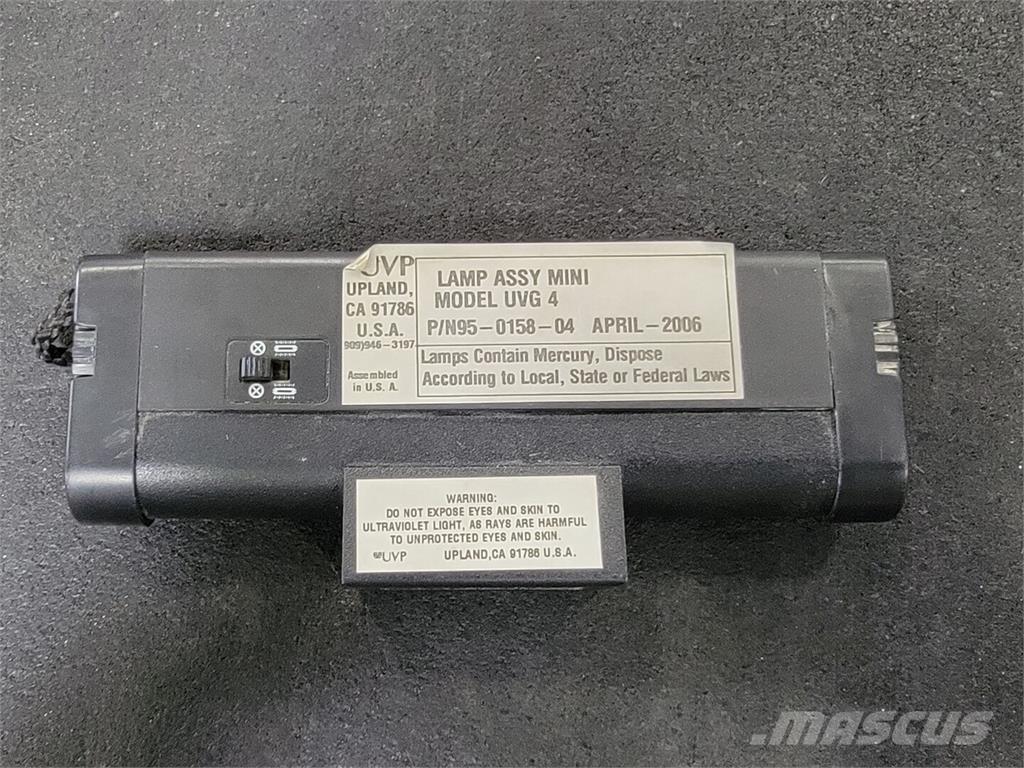 UVP
UPLAND,
CA 91786
U.S.A.
909)946-3197
Assembled
in U.S.A.
LAMP ASSY MINI
MODEL UVG 4
P/N95-0158-04 APRIL-2006
Lamps Contain Mercury, Dispose
According to Local, State or Federal Laws
WARNING:
DO NOT EXPOSE EYES AND SKIN TO
ULTRAVIOLET LIGHT, AS RAYS ARE HARMFUL
TO UNPROTECTED EYES AND SKIN.
UVP UPLAND,CA 91786 U.S.A.
MASCUS